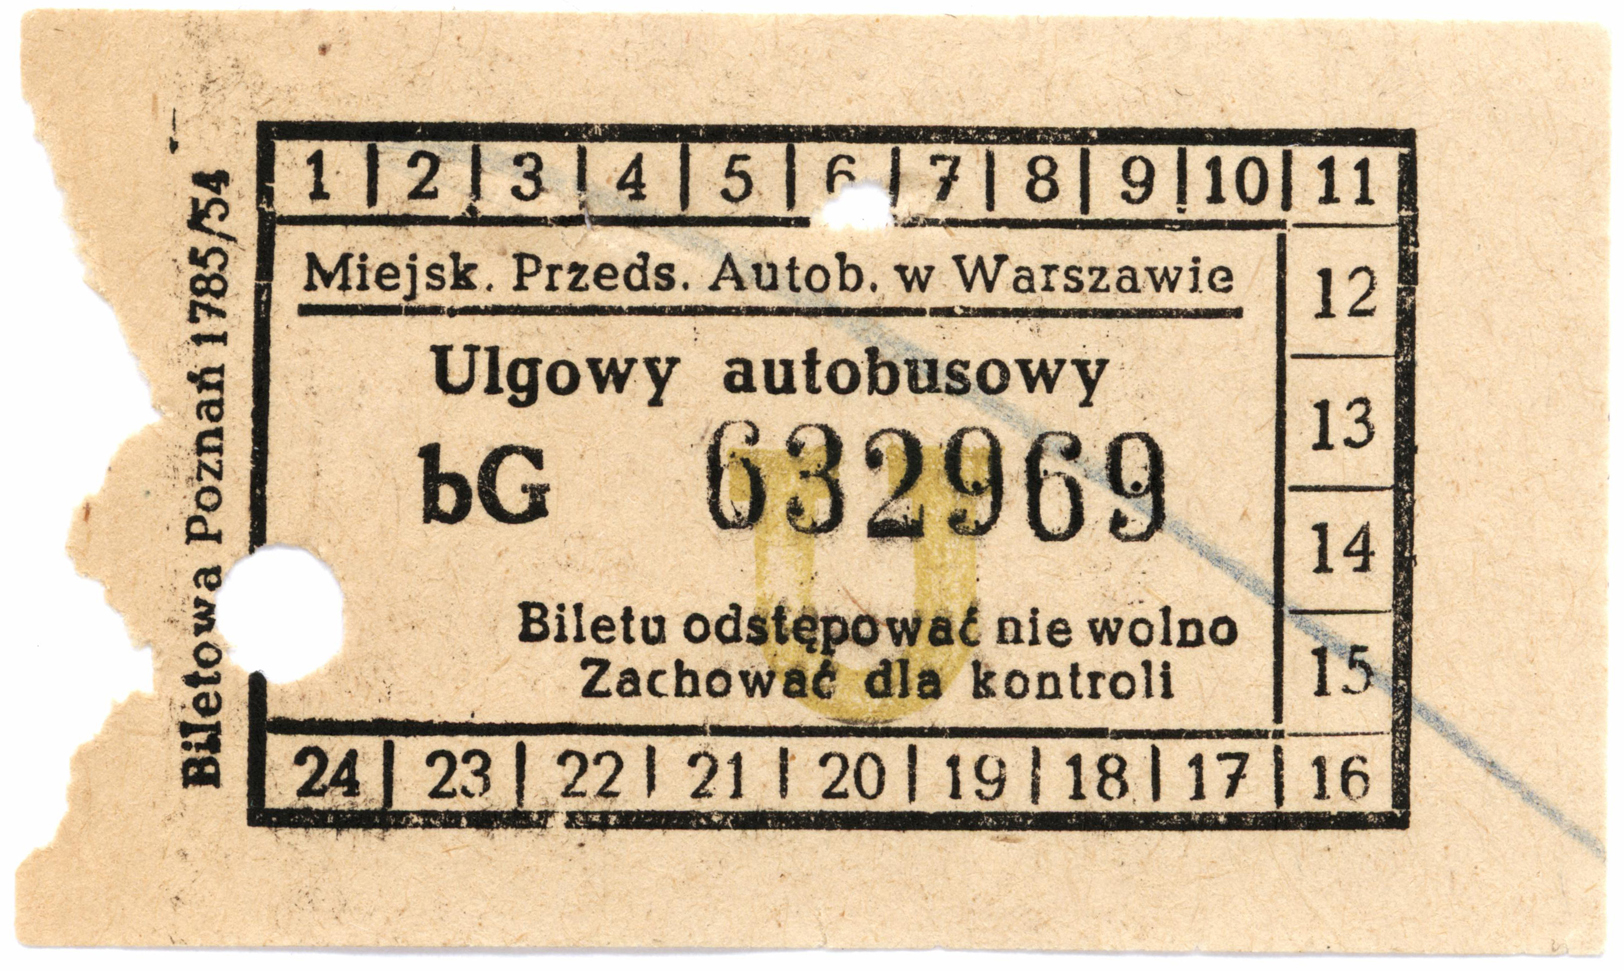 1 | 2 | 3 | 4 | 5 | 6 | 7 | 8 | 9 | 10 | 11
Miejsk. Przeds. Autob. w Warszawie
12
Ulgowy autobusowy
13
bG 632969
U
14
Biletu odstępować nie wolno
Zachować dla kontroli
15
24 | 23 | 22 | 21 | 20 | 19 | 18 | 17 | 16
Biletowa Poznań 1785/54